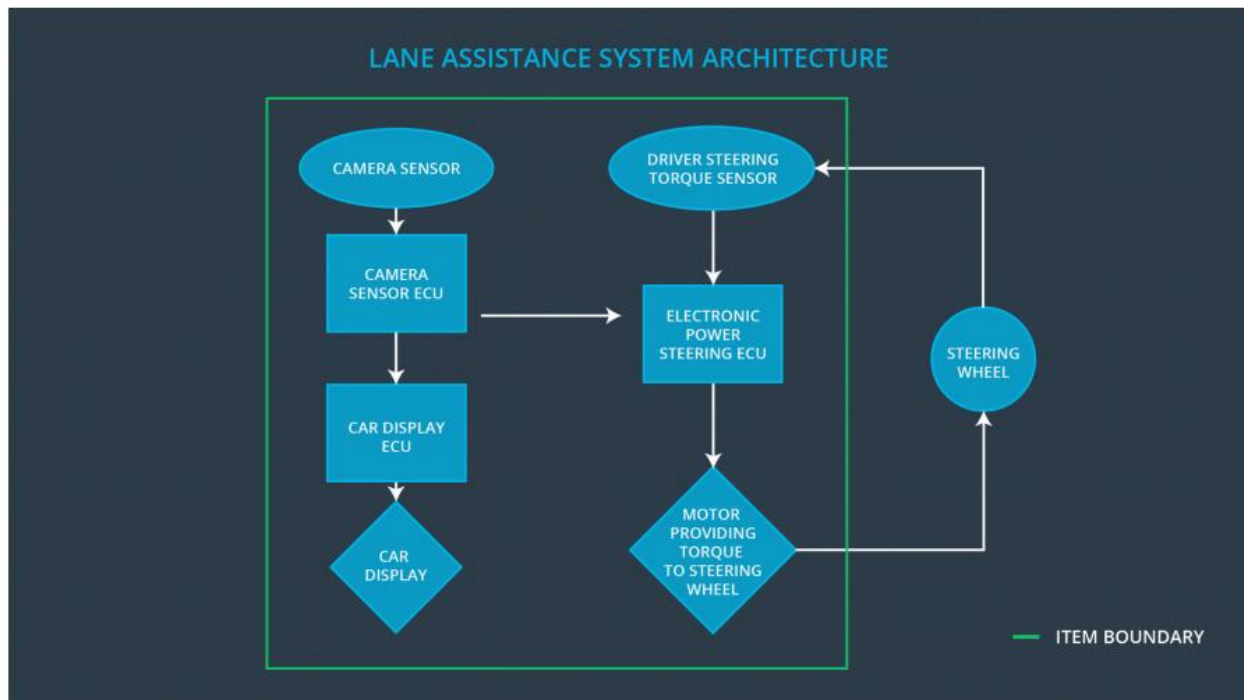 LANE ASSISTANCE SYSTEM ARCHITECTURE
CAMERA SENSOR
CAMERA
SENSOR ECU
CAR DISPLAY
ECU
CAR
DISPLAY
DRIVER STEERING
TORQUE SENSOR
ELECTRONIC
POWER
STEERING ECU
MOTOR
PROVIDING
TORQUE
TO STEERING
WHEEL
STEERING
WHEEL
ITEM BOUNDARY